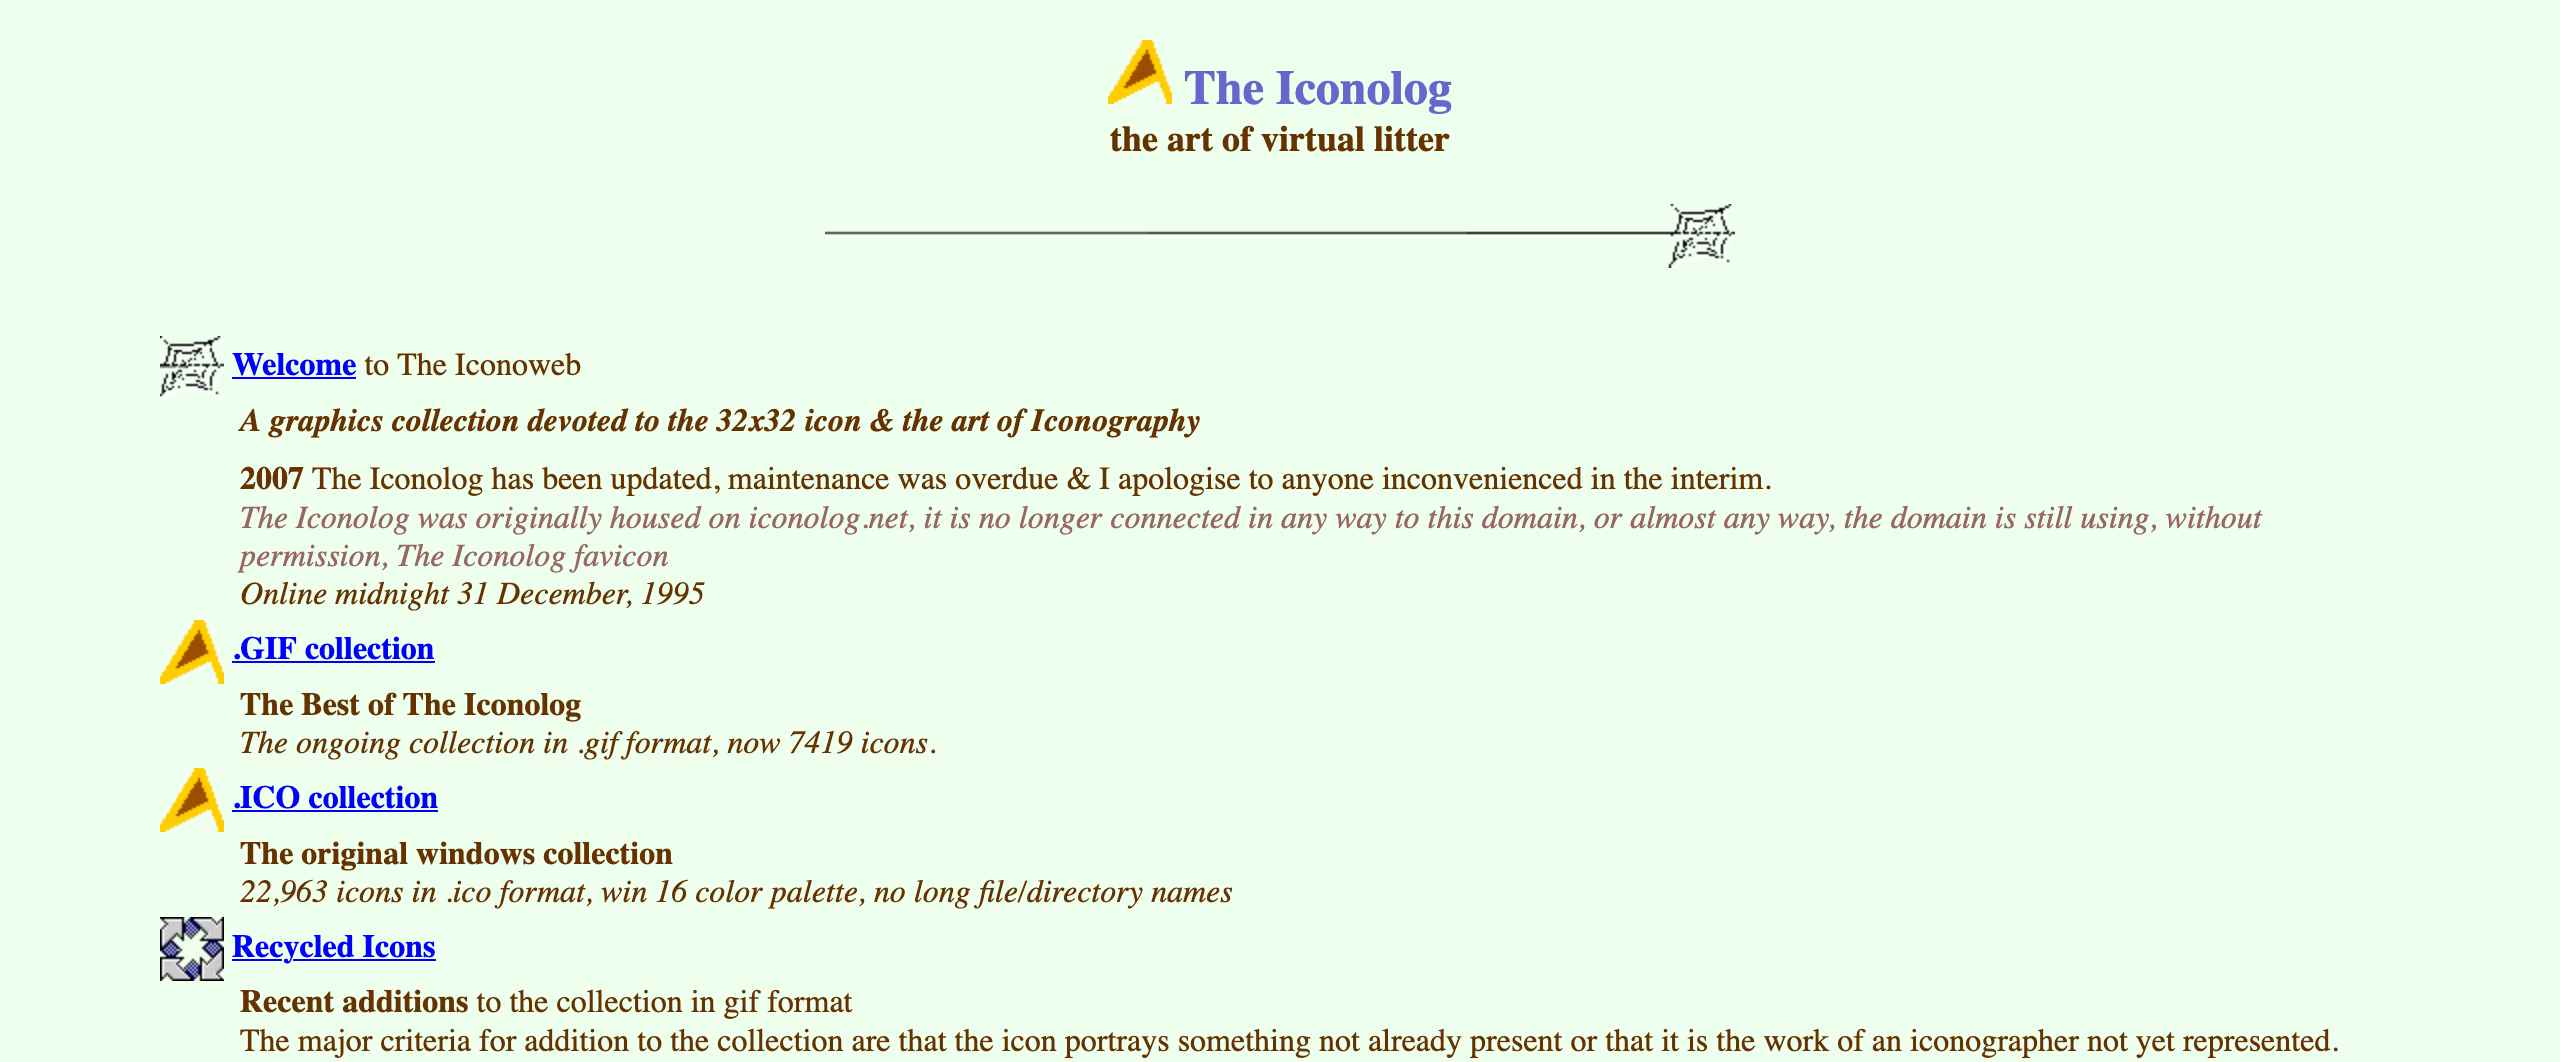 The Iconolog
the art of virtual litter
Welcome to The Iconoweb
A graphics collection devoted to the 32x32 icon & the art of Iconography
2007 The Iconolog has been updated, maintenance was overdue & I apologise to anyone inconvenienced in the interim.
The Iconolog was originally housed on iconolog.net, it is no longer connected in any way to this domain, or almost any way, the domain is still using, without
permission, The Iconolog favicon
Online midnight 31 December, 1995
.GIF collection
The Best of The Iconolog
The ongoing collection in .gif format, now 7419 icons.
.ICO collection
The original windows collection
22,963 icons in .ico format, win 16 color palette, no long file/directory names
Recycled Icons
Recent additions to the collection in gif format
The major criteria for addition to the collection are that the icon portrays something not already present or that it is the work of an iconographer not yet represented.